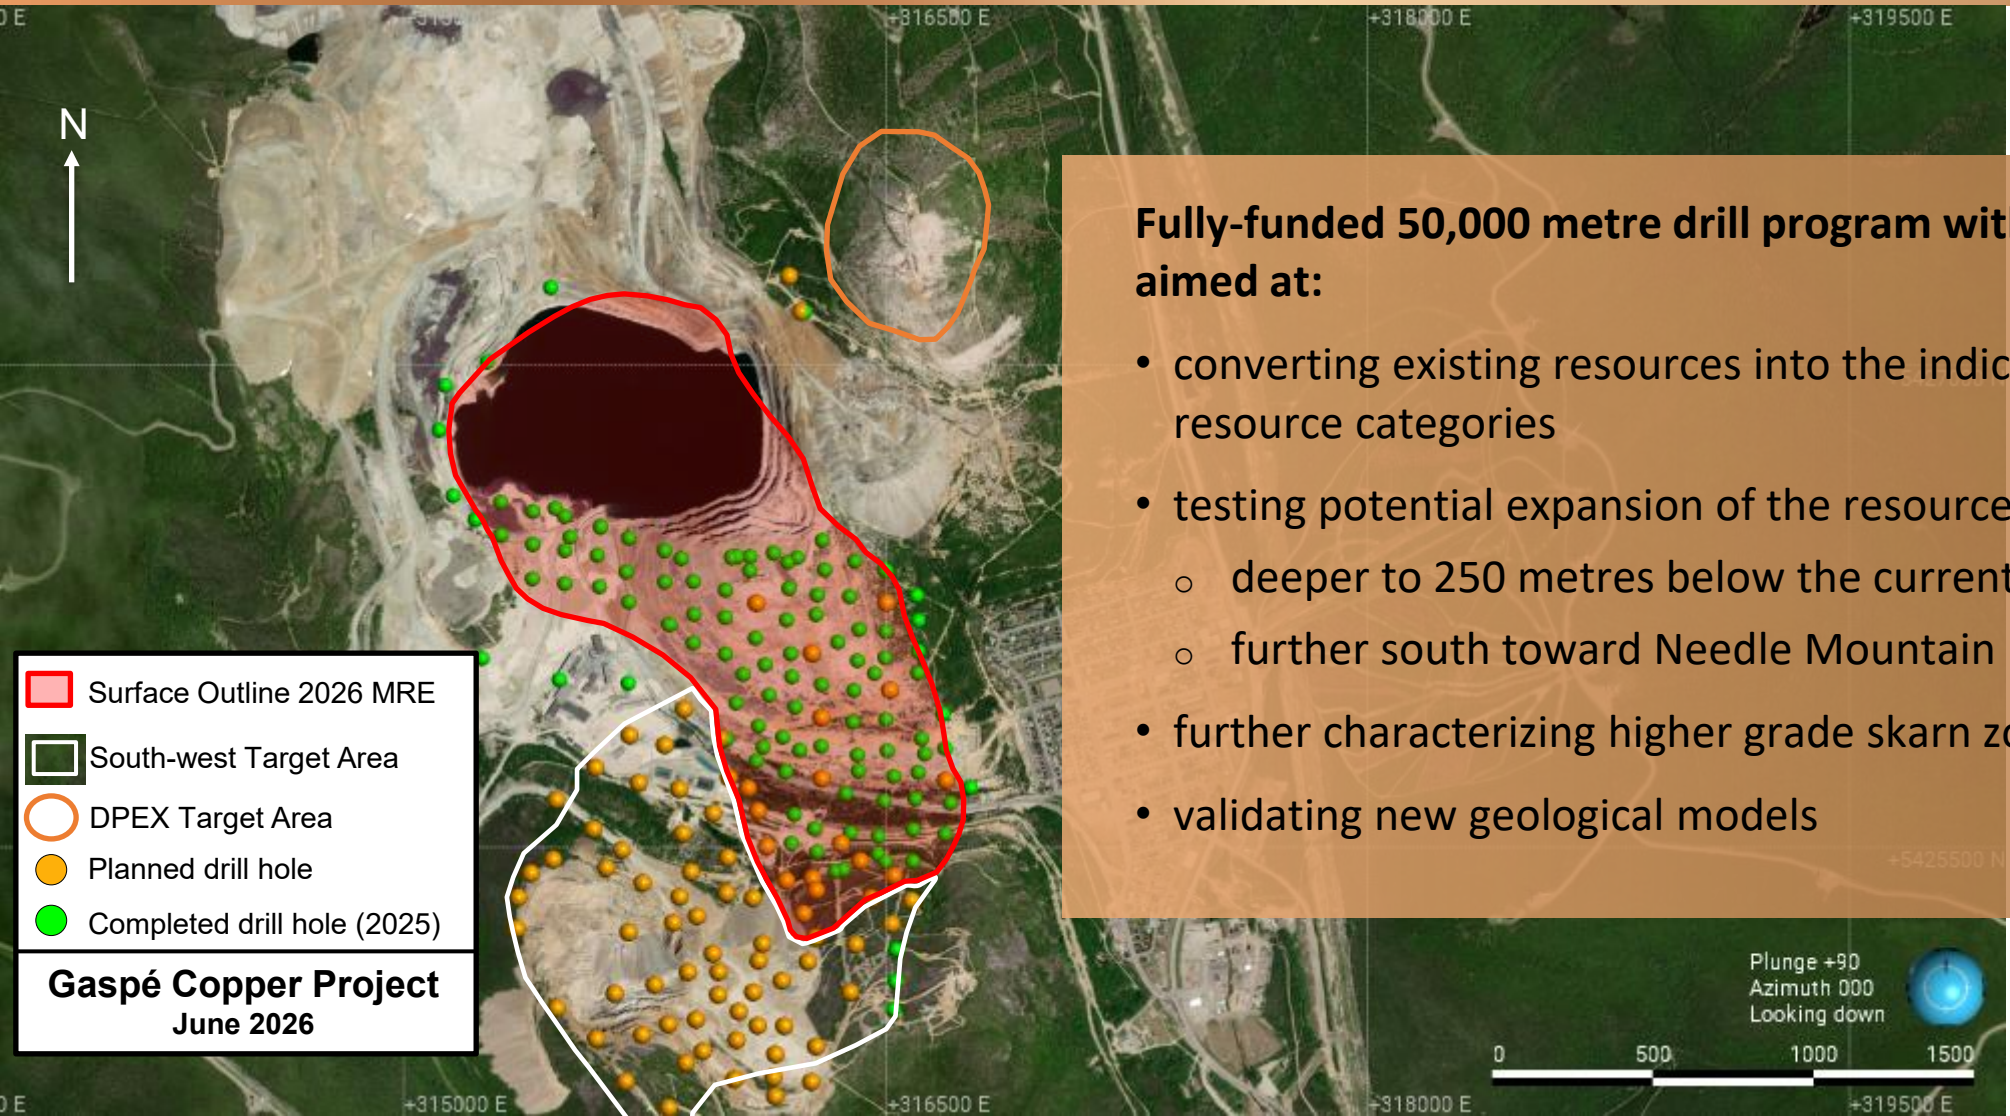 +316500 E
+318000 E
+319500 E
N
Fully-funded 50,000 metre drill program
aimed at:
• converting existing resources into the
resource categories
• testing potential expansion of the resource
o deeper to 250 metres below the current
o further south toward Needle Mountain
• further characterizing higher grade skarn
• validating new geological models
+5425500 N
Surface Outline 2026 MRE
South-west Target Area
DPEX Target Area
Planned drill hole
Completed drill hole (2025)
Gaspé Copper Project
June 2026
Plunge +90
Azimuth 000
Looking down
0 500 1000 1500
+315000 E
+316500 E
+318000 E
+319500 E